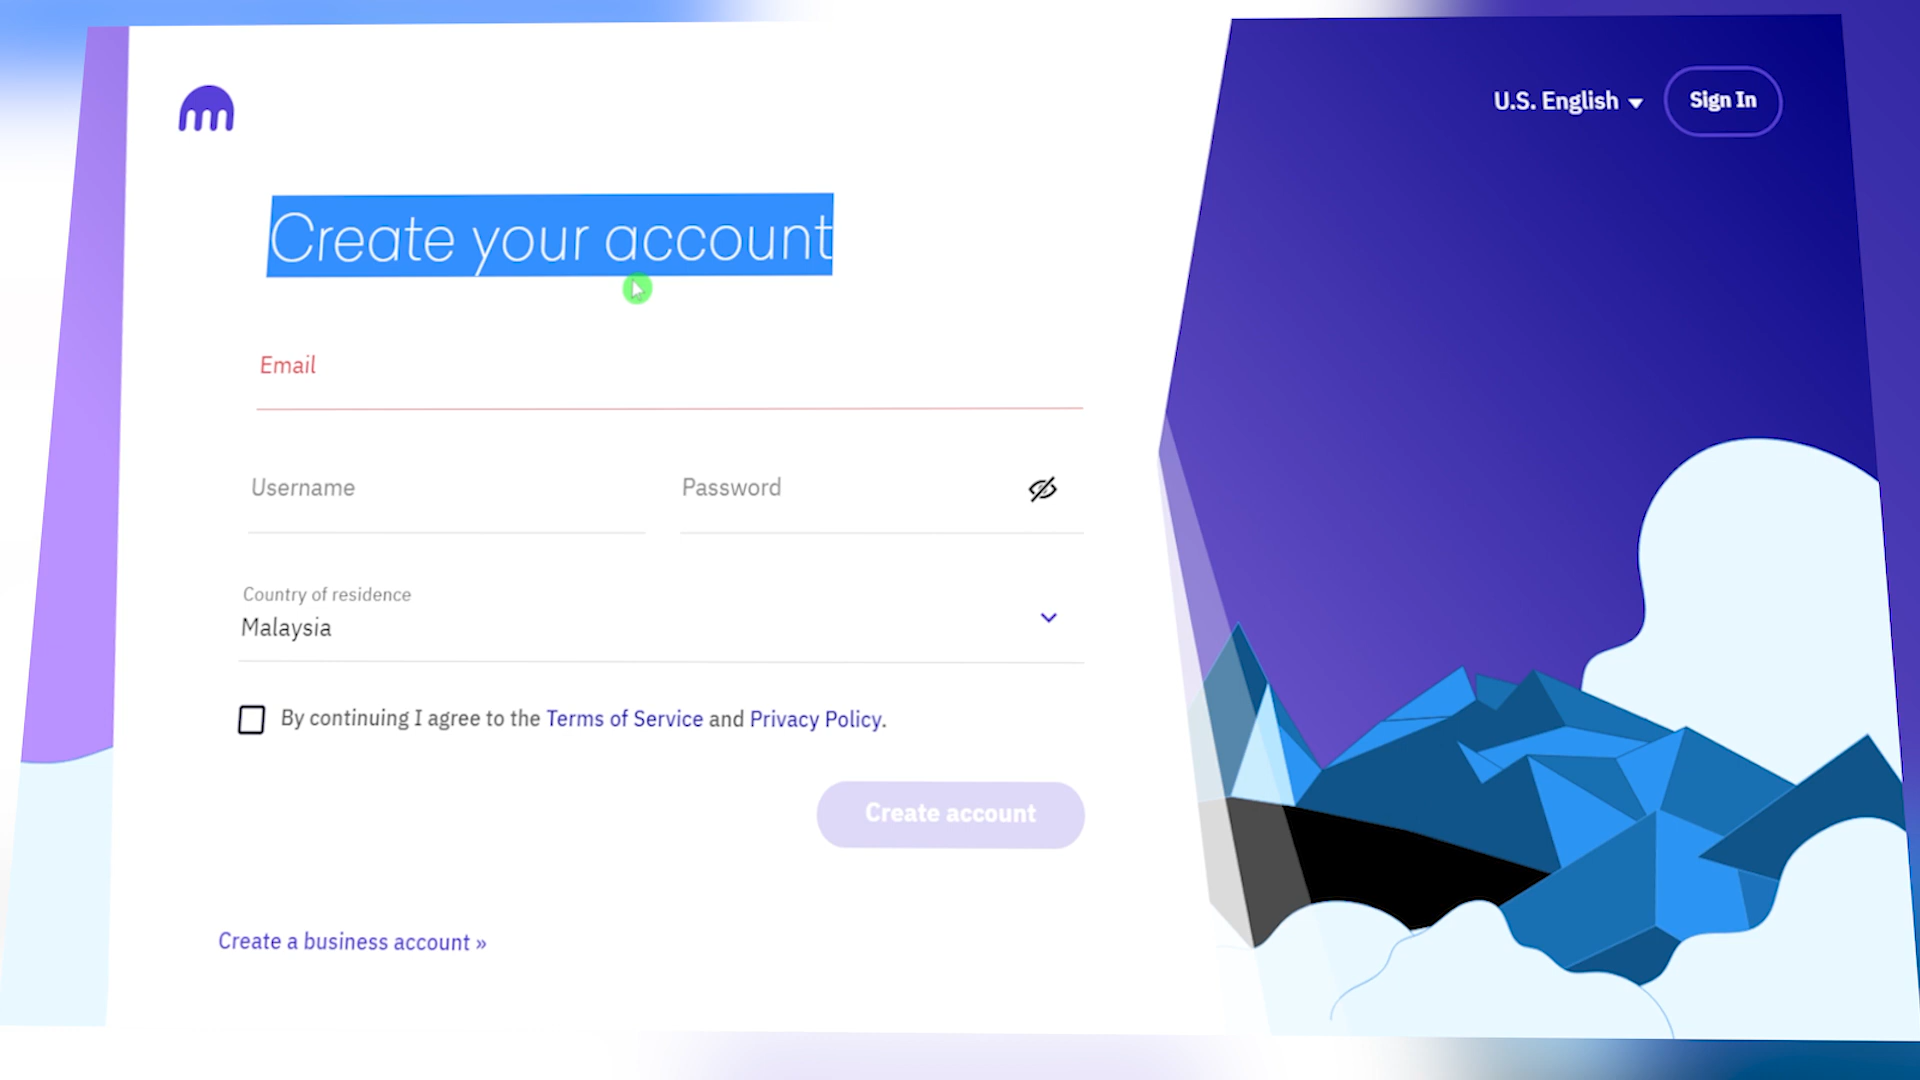 U.S. English
Sign In
Create your account
Email
Username
Password
Country of residence
Malaysia
By continuing I agree to the Terms of Service and Privacy Policy.
Create account
Create a business account »